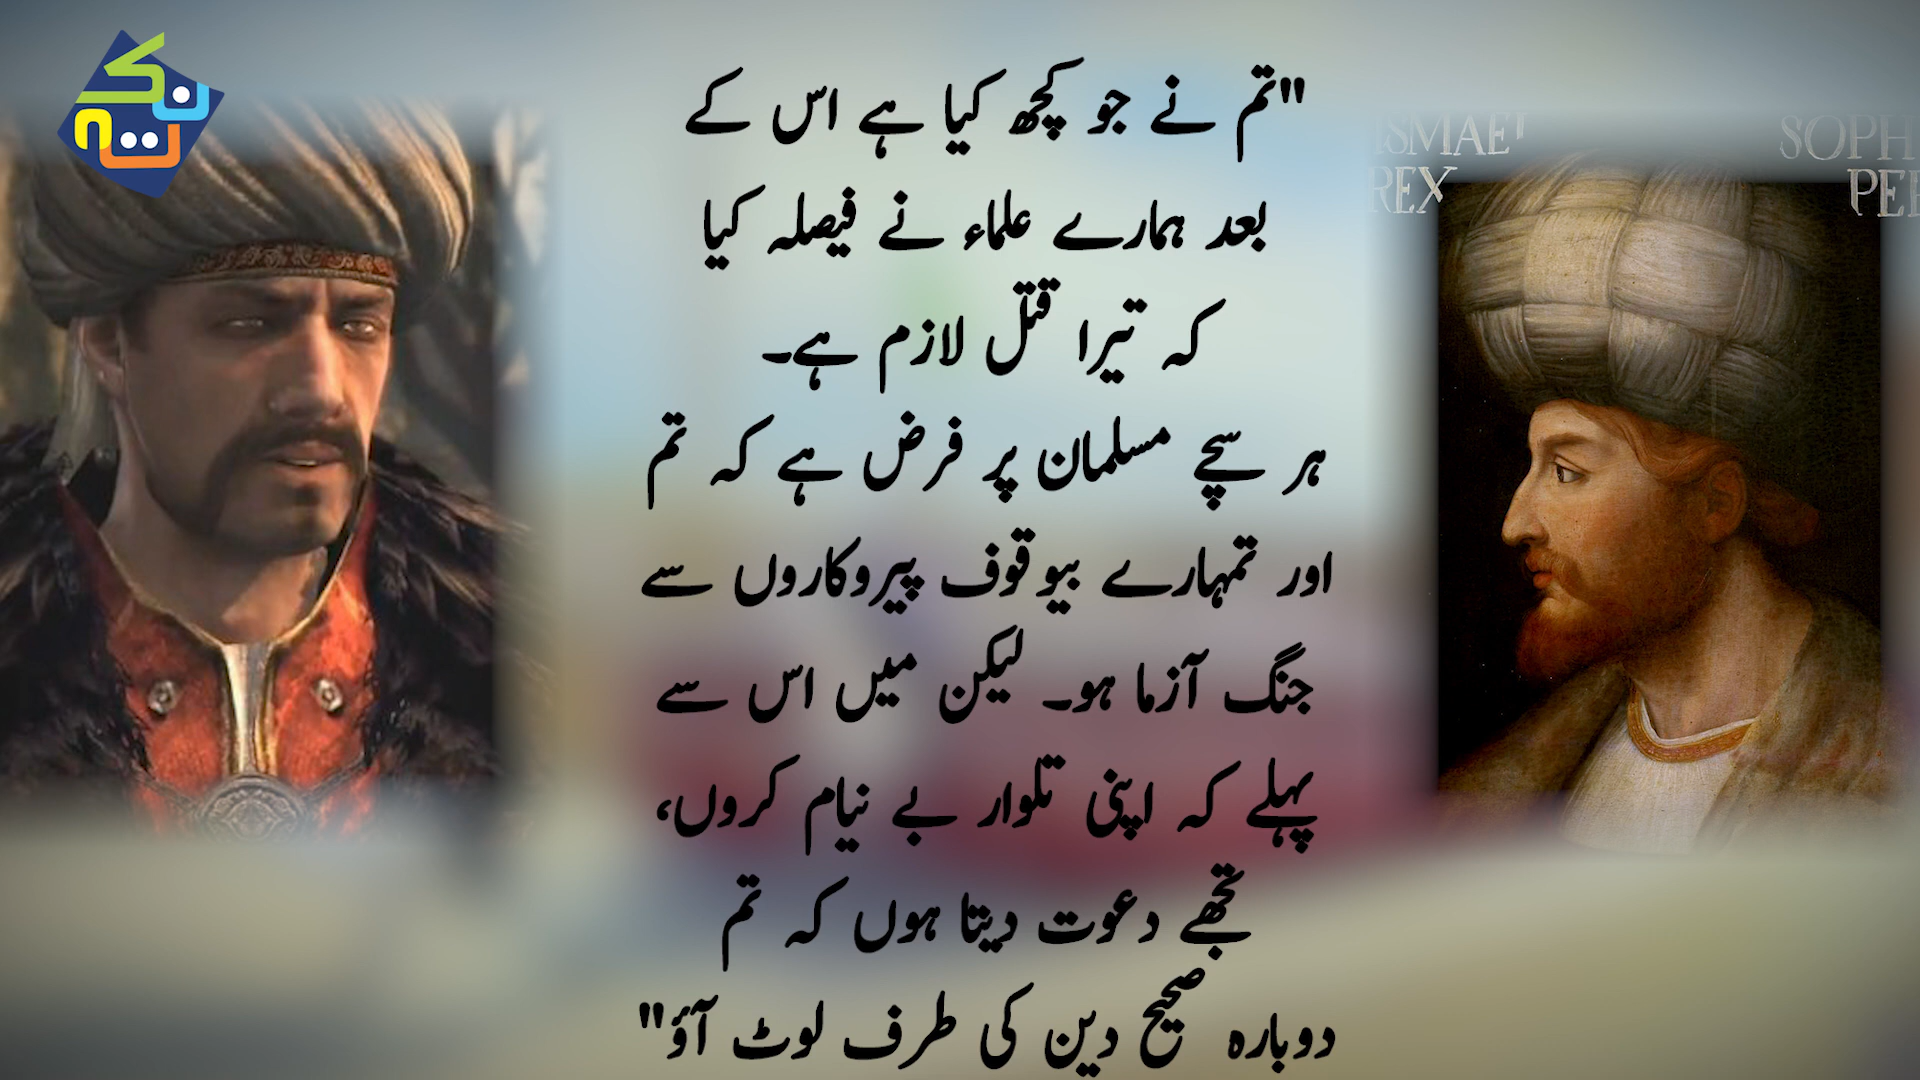 نکتہ
"تم نے جو کچھ کیا ہے اس کے
بعد ہمارے علماء نے فیصلہ کیا
کہ تیرا قتل لازم ہے۔
ہر سچے مسلمان پر فرض ہے کہ تم
اور تمہارے بیوقوف پیروکاروں سے
جنگ آزما ہو۔ لیکن میں اس سے
پہلے کہ اپنی تلوار بے نیام کروں،
تجھے دعوت دیتا ہوں کہ تم
دوبارہ صحیح دین کی طرف لوٹ آؤ"
ISMAEL
REX
SOPH
PER